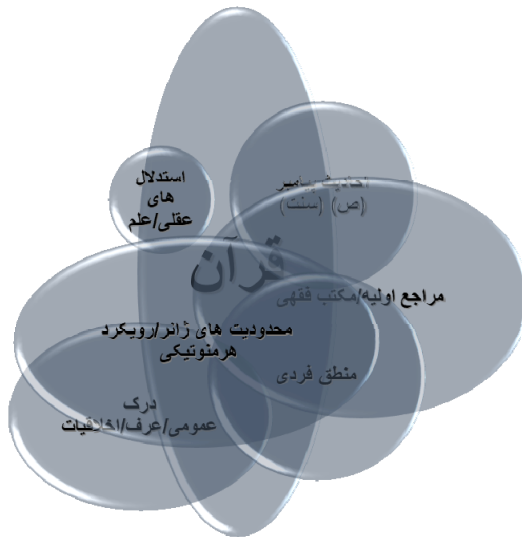 استدلال
های
عقلی/علم
احادیث پیامبر
(ص) (سنت)
قرآن
مراجع اولیه/مکتب فقهی
محدودیت های ژانر/رویکرد
هرمنوتیکی
منطق فردی
درک
عمومی/عرف/اخلاقیات